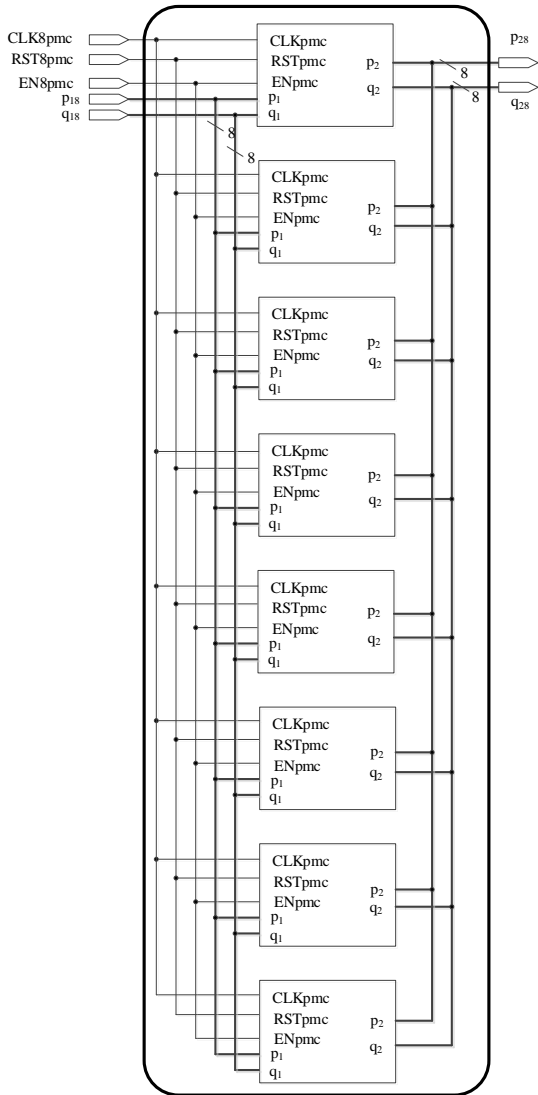 CLK8pmc
RST8pmc
EN8pmc
p₁₈
q₁₈
CLKpmc
RSTpmc
ENpmc
p₁
q₁
p₂
q₂
8
8
p₂₈
q₂₈
8
8
CLKpmc
RSTpmc
ENpmc
p₁
q₁
p₂
q₂
CLKpmc
RSTpmc
ENpmc
p₁
q₁
p₂
q₂
CLKpmc
RSTpmc
ENpmc
p₁
q₁
p₂
q₂
CLKpmc
RSTpmc
ENpmc
p₁
q₁
p₂
q₂
CLKpmc
RSTpmc
ENpmc
p₁
q₁
p₂
q₂
CLKpmc
RSTpmc
ENpmc
p₁
q₁
p₂
q₂
CLKpmc
RSTpmc
ENpmc
p₁
q₁
p₂
q₂